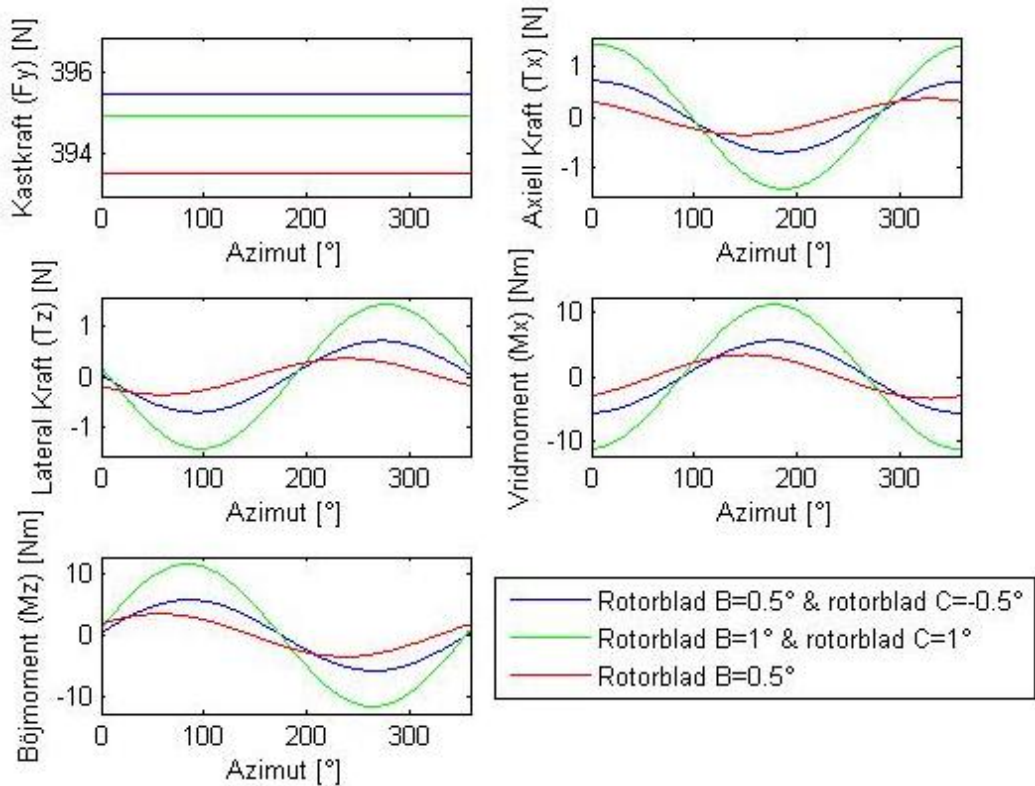 Kastkraft (Fy) [N]
396
394
0 100 200 300
Azimut [°]
Axiell Kraft (Tx) [N]
1
0
-1
0 100 200 300
Azimut [°]
Lateral Kraft (Tz) [N]
1
0
-1
0 100 200 300
Azimut [°]
Vridmoment (Mx) [Nm]
10
0
-10
0 100 200 300
Azimut [°]
Böjmoment (Mz) [Nm]
10
0
-10
0 100 200 300
Azimut [°]
Rotorblad B=0.5° & rotorblad C=-0.5°
Rotorblad B=1° & rotorblad C=1°
Rotorblad B=0.5°